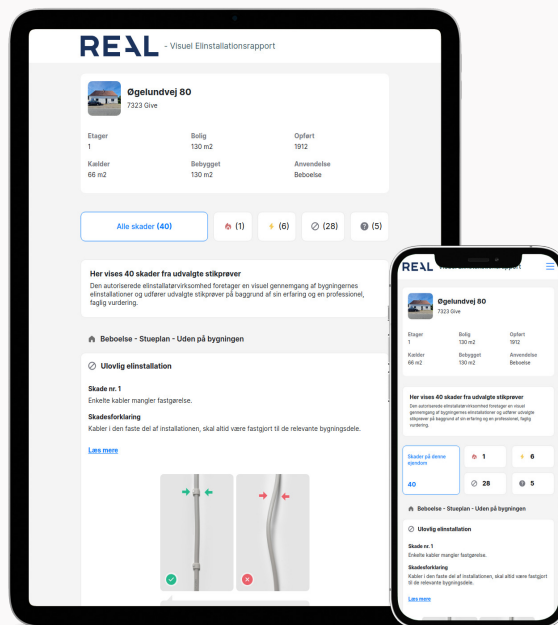 REAL - Visuel Elinstallationsrapport
Øgelundvej 80
7323 Give
Etager
1
Bolig
130 m2
Opført
1912
Kælder
66 m2
Bebygget
130 m2
Anvendelse
Beboelse
Alle skader (40)
(1)
(6)
(28)
(5)
Her vises 40 skader fra udvalgte stikprøver
Den autoriserede elinstallatørvirksomhed foretager en visuel gennemgang af bygningernes
elinstallationer og udfører udvalgte stikprøver på baggrund af sin erfaring og en professionel,
faglig vurdering.
Beboelse - Stueplan - Uden på bygningen
Ulovlig elinstallation
Skade nr. 1
Enkelte kabler mangler fastgørelse.
Skadesforklaring
Kabler i den faste del af installationen, skal altid være fastgjort til de relevante bygningsdele.
Læs mere
REAL
Øgelundvej 80
7323 Give
Etager
1
Bolig
130 m2
Opført
1912
Kælder
66 m2
Bebygget
130 m2
Anvendelse
Beboelse
Her vises 40 skader fra udvalgte stikprøver
Den autoriserede elinstallatørvirksomhed foretager en visuel
gennemgang af bygningernes elinstallationer og udfører udvalgte
stikprøver på baggrund af sin erfaring og en professionel, faglig
vurdering.
Skader på denne
ejendom
40
1
6
28
5
Beboelse - Stueplan - Uden på bygningen
Ulovlig elinstallation
Skade nr. 1
Enkelte kabler mangler fastgørelse.
Skadesforklaring
Kabler i den faste del af installationen, skal altid være fastgjort
til de relevante bygningsdele.
Læs mere